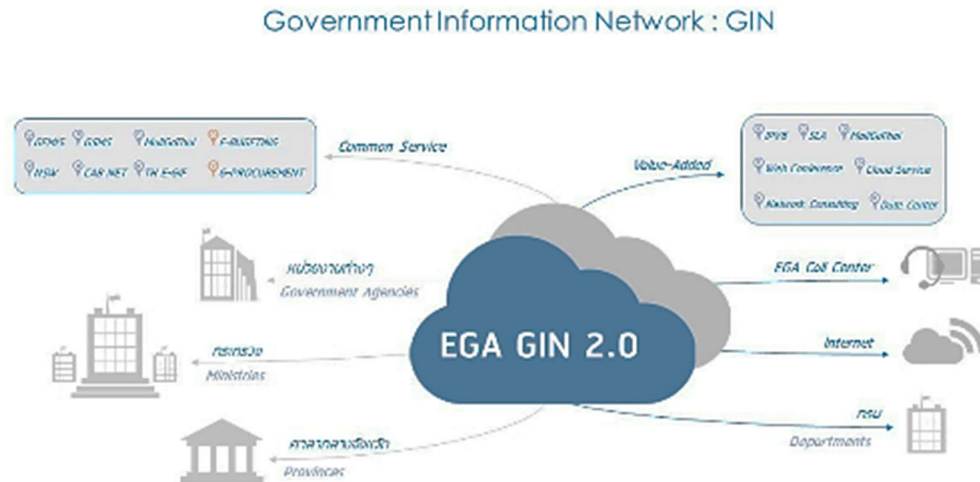 Government Information Network : GIN
Common Service
NSW CAB NET TH E-GIF G-PROCUREMENT
Value-Added
IPV6 SLA MailGoThai
Web Conference Cloud Service
Network Consulting Data Center
หน่วยงานต่างๆ
Government Agencies
EGA Call Center
EGA GIN 2.0
กระทรวง
Ministries
Internet
กรม
Departments
ศาลากลางจังหวัด
Provinces